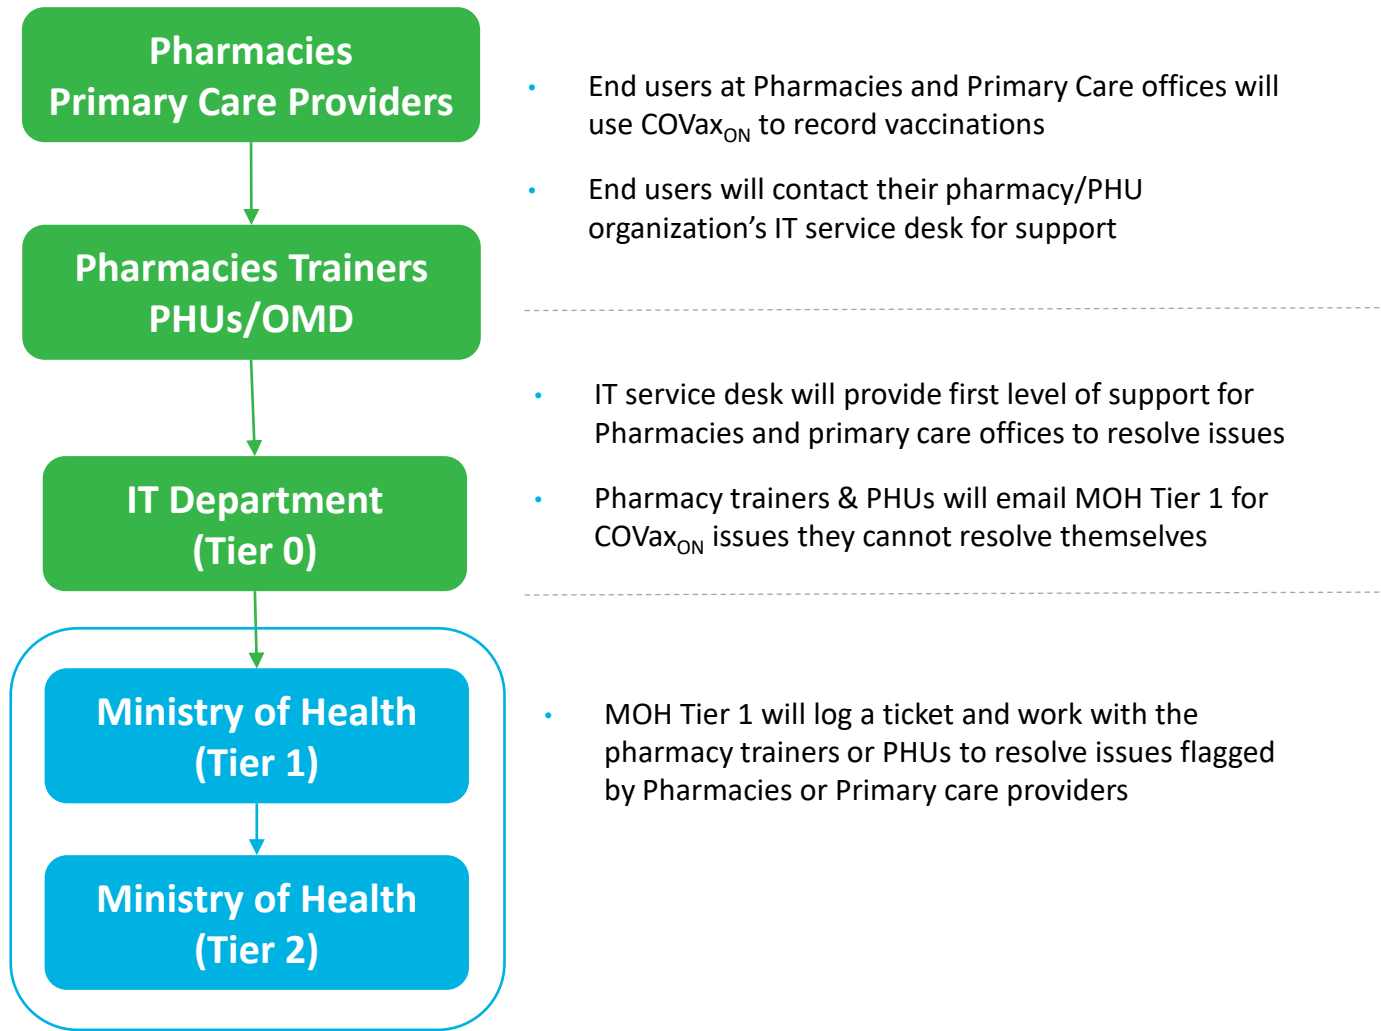 Pharmacies
Primary Care Providers
Pharmacies Trainers
PHUs/OMD
IT Department
(Tier 0)
Ministry of Health
(Tier 1)
Ministry of Health
(Tier 2)
• End users at Pharmacies and Primary Care offices will
use COVaxON to record vaccinations
• End users will contact their pharmacy/PHU
organization’s IT service desk for support
• IT service desk will provide first level of support for
Pharmacies and primary care offices to resolve issues
• Pharmacy trainers & PHUs will email MOH Tier 1 for
COVaxON issues they cannot resolve themselves
• MOH Tier 1 will log a ticket and work with the
pharmacy trainers or PHUs to resolve issues flagged
by Pharmacies or Primary care providers